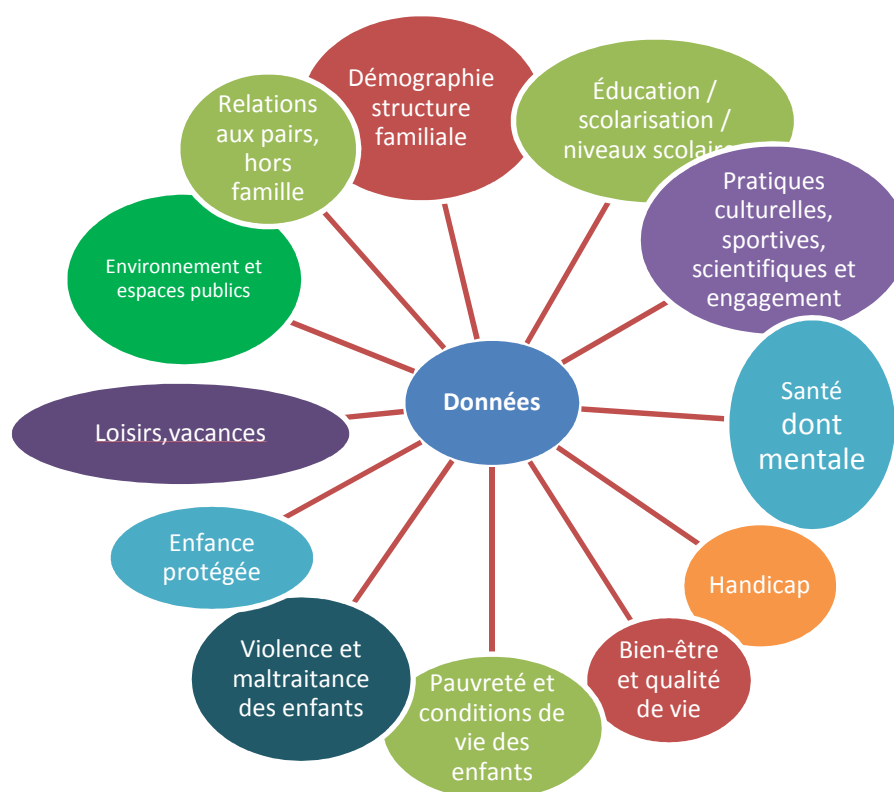 Démographie
structure
familiale
Éducation /
scolarisation /
niveaux scolaire
Pratiques
culturelles,
sportives,
scientifiques et
engagement
Santé
dont
mentale
Handicap
Bien-être
et qualité
de vie
Pauvreté et
conditions de
vie des
enfants
Violence et
maltraitance
des enfants
Enfance
protégée
Loisirs,vacances
Environnement et
espaces publics
Relations
aux pairs,
hors
famille
Données